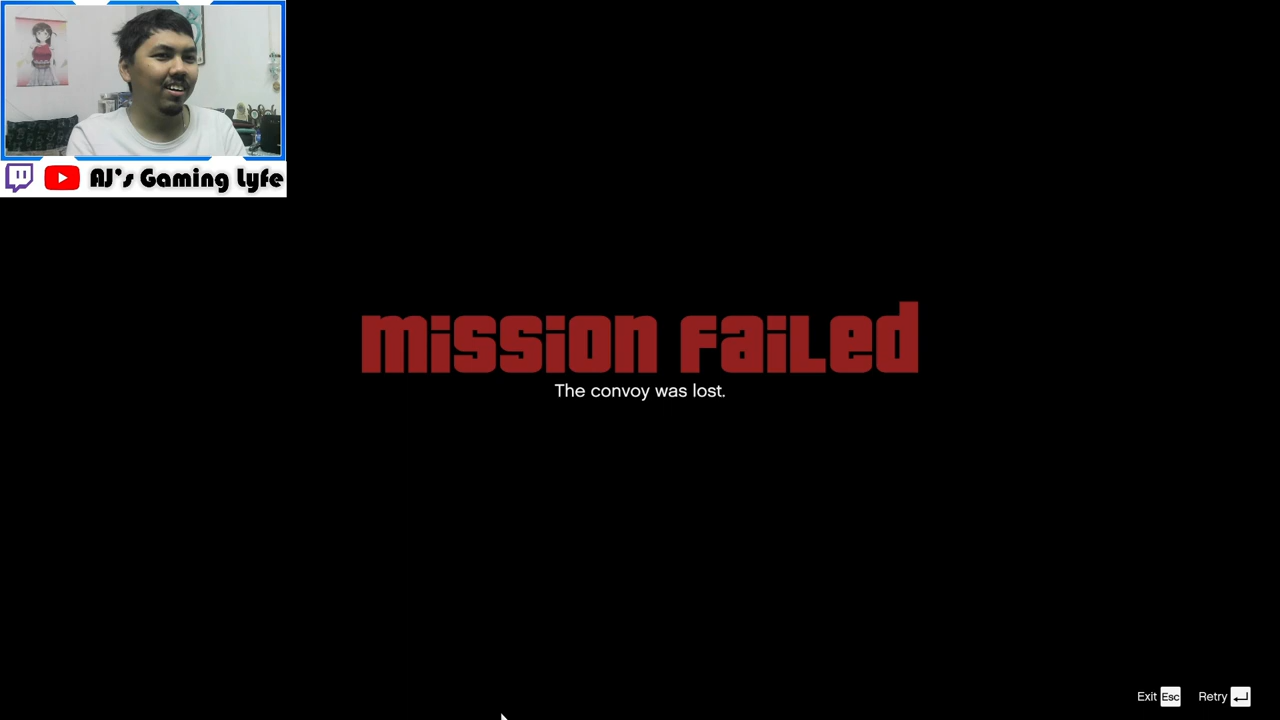 AJ's Gaming Lyfe
mission failed
The convoy was lost.
Exit Esc Retry